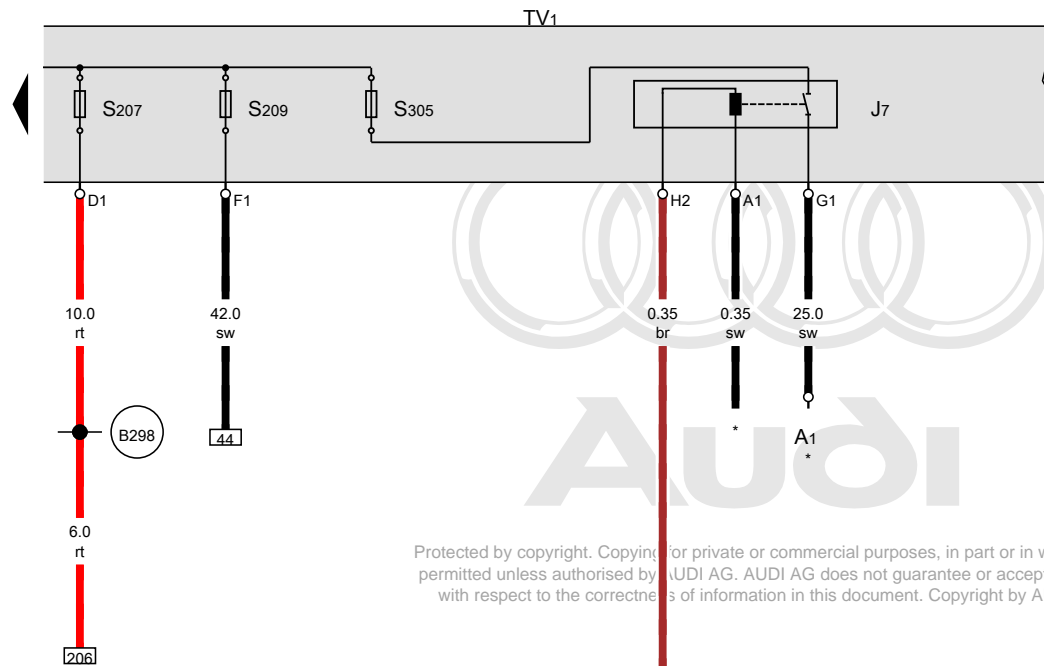 TV1
S207
S209
S305
J7
D1
F1
H2
A1
G1
10.0
rt
42.0
sw
0.35
br
0.35
sw
25.0
sw
B298
44
*
A1
*
6.0
rt
206
Audi
Protected by copyright. Copying for private or commercial purposes, in part or in w
permitted unless authorised by AUDI AG. AUDI AG does not guarantee or accep
with respect to the correctness of information in this document. Copyright by A